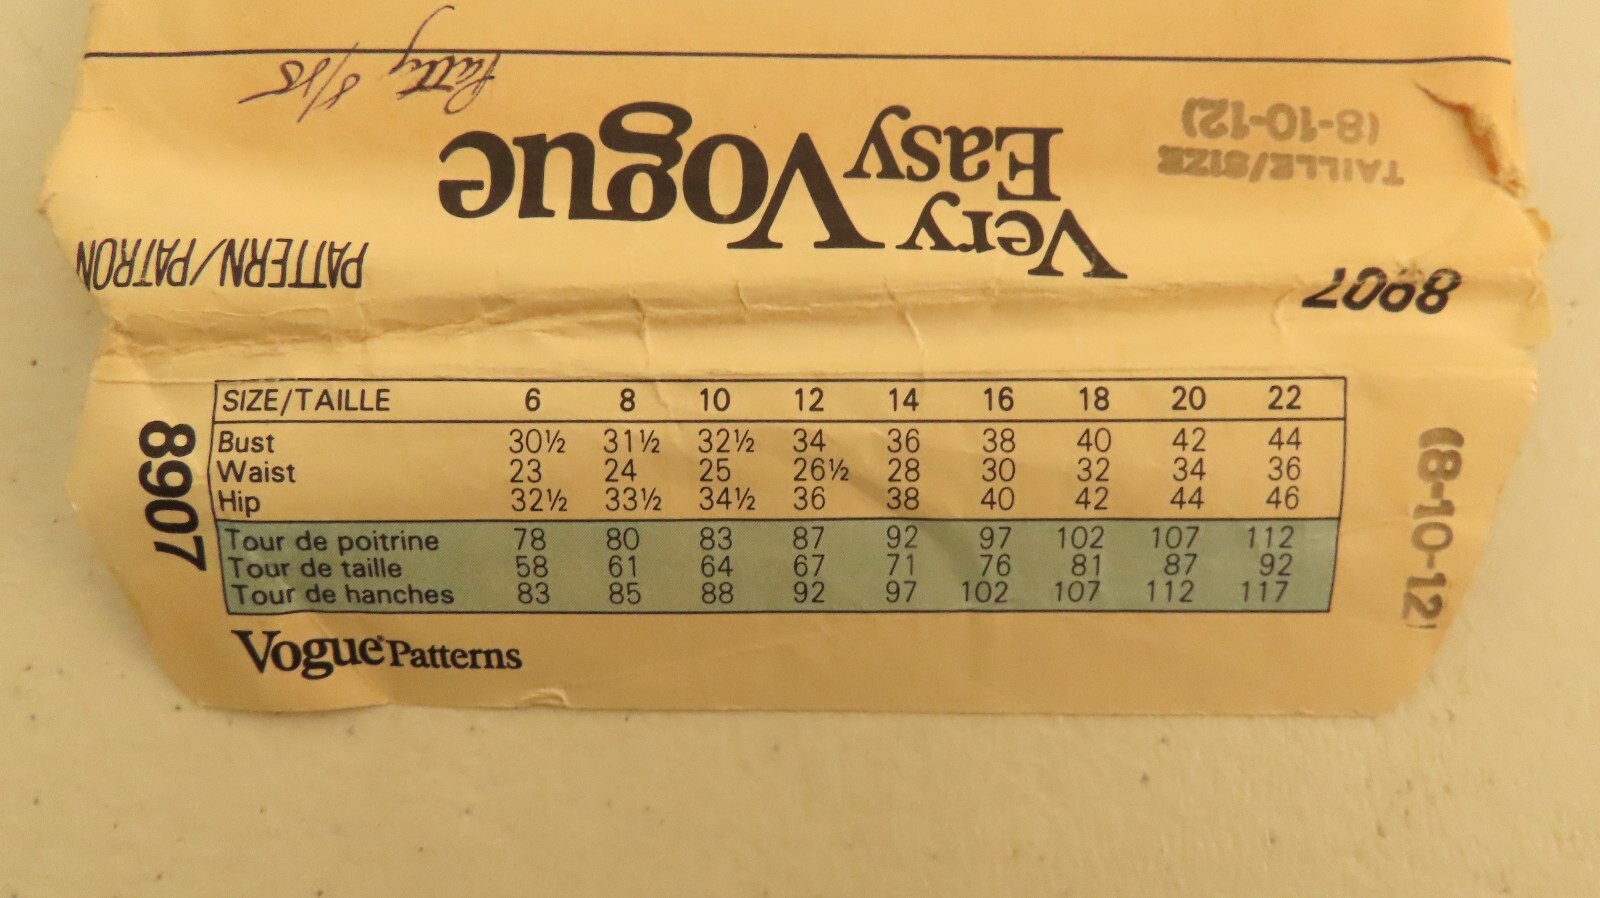 Patty 8/85
Very Easy Vogue
TAILLE/SIZE
(8-10-12)
PATTERN/PATRON
8907
8907
SIZE/TAILLE 6 8 10 12 14 16 18 20 22
Bust 30½ 31½ 32½ 34 36 38 40 42 44
Waist 23 24 25 26½ 28 30 32 34 36
Hip 32½ 33½ 34½ 36 38 40 42 44 46
Tour de poitrine 78 80 83 87 92 97 102 107 112
Tour de taille 58 61 64 67 71 76 81 87 92
Tour de hanches 83 85 88 92 97 102 107 112 117
(8-10-12)
Vogue Patterns